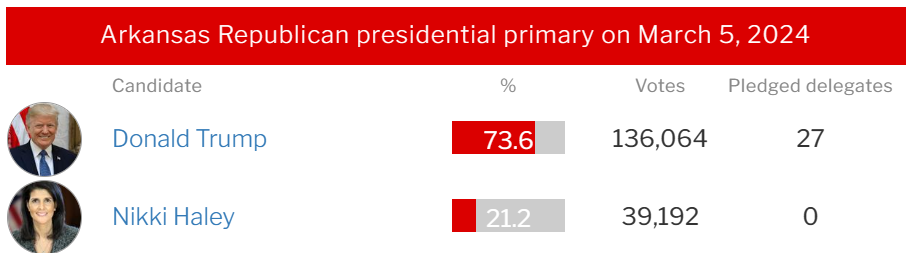 Arkansas Republican presidential primary on March 5, 2024
Candidate % Votes Pledged delegates
Donald Trump 73.6 136,064 27
Nikki Haley 21.2 39,192 0